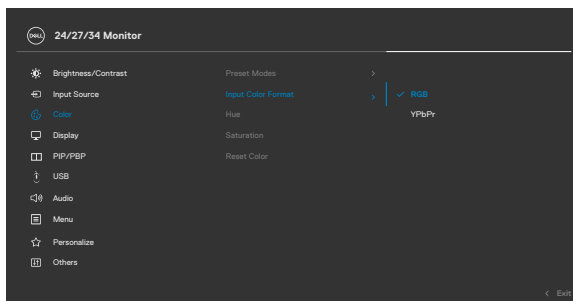 DELL 24/27/34 Monitor
Brightness/Contrast Preset Modes >
Input Source Input Color Format > ✓ RGB
Color Hue YPbPr
Display Saturation
PIP/PBP Reset Color
USB
Audio
Menu
Personalize
Others
< Exit